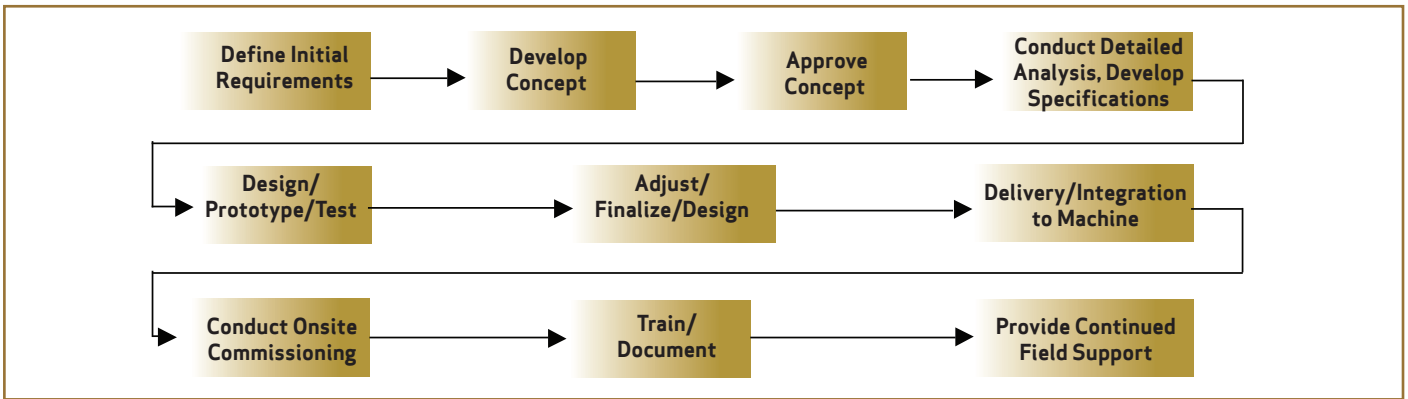 Define Initial
Requirements
Develop
Concept
Approve
Concept
Conduct Detailed
Analysis, Develop
Specifications
Design/
Prototype/Test
Adjust/
Finalize/Design
Delivery/Integration
to Machine
Conduct Onsite
Commissioning
Train/
Document
Provide Continued
Field Support